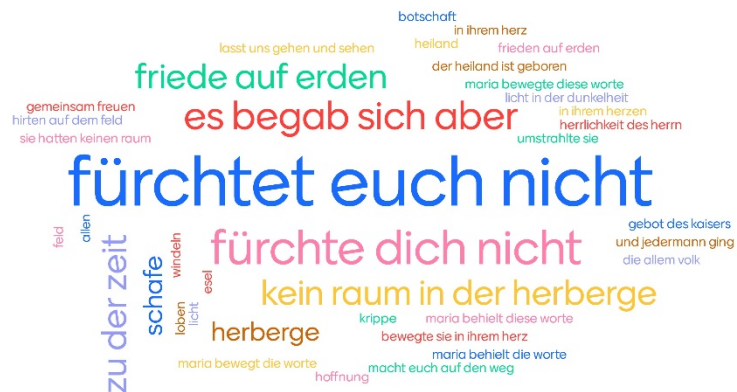 botschaft
in ihrem herz
lasst uns gehen und sehen
heiland
frieden auf erden
friede auf erden
der heiland ist geboren
maria bewegte diese worte
licht in der dunkelheit
gemeinsam freuen
es begab sich aber
in ihrem herzen
hirten auf dem feld
herrlichkeit des herrn
sie hatten keinen raum
umstrahlte sie
fürchtet euch nicht
feld
allen
zu der zeit
schafe
windeln
esel
fürchte dich nicht
gebot des kaisers
und jedermann ging
die allem volk
kein raum in der herberge
loben
licht
herberge
krippe
maria behielt diese worte
bewegte sie in ihrem herz
maria behielt die worte
maria bewegt die worte
macht euch auf den weg
hoffnung